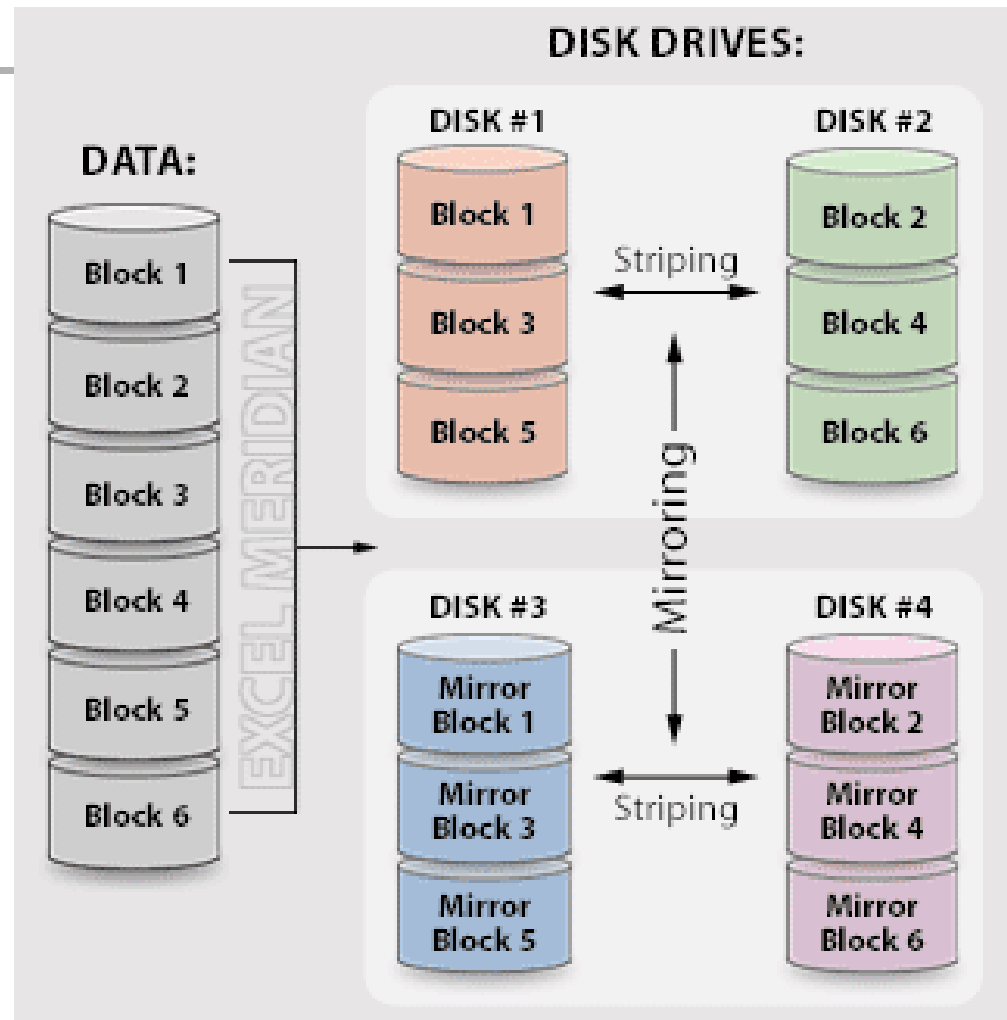 DISK DRIVES:
DATA:
Block 1
Block 2
Block 3
Block 4
Block 5
Block 6
EXCEL MERIDIAN
DISK #1
Block 1
Block 3
Block 5
Striping
DISK #2
Block 2
Block 4
Block 6
Mirroring
DISK #3
Mirror
Block 1
Mirror
Block 3
Mirror
Block 5
Striping
DISK #4
Mirror
Block 2
Mirror
Block 4
Mirror
Block 6